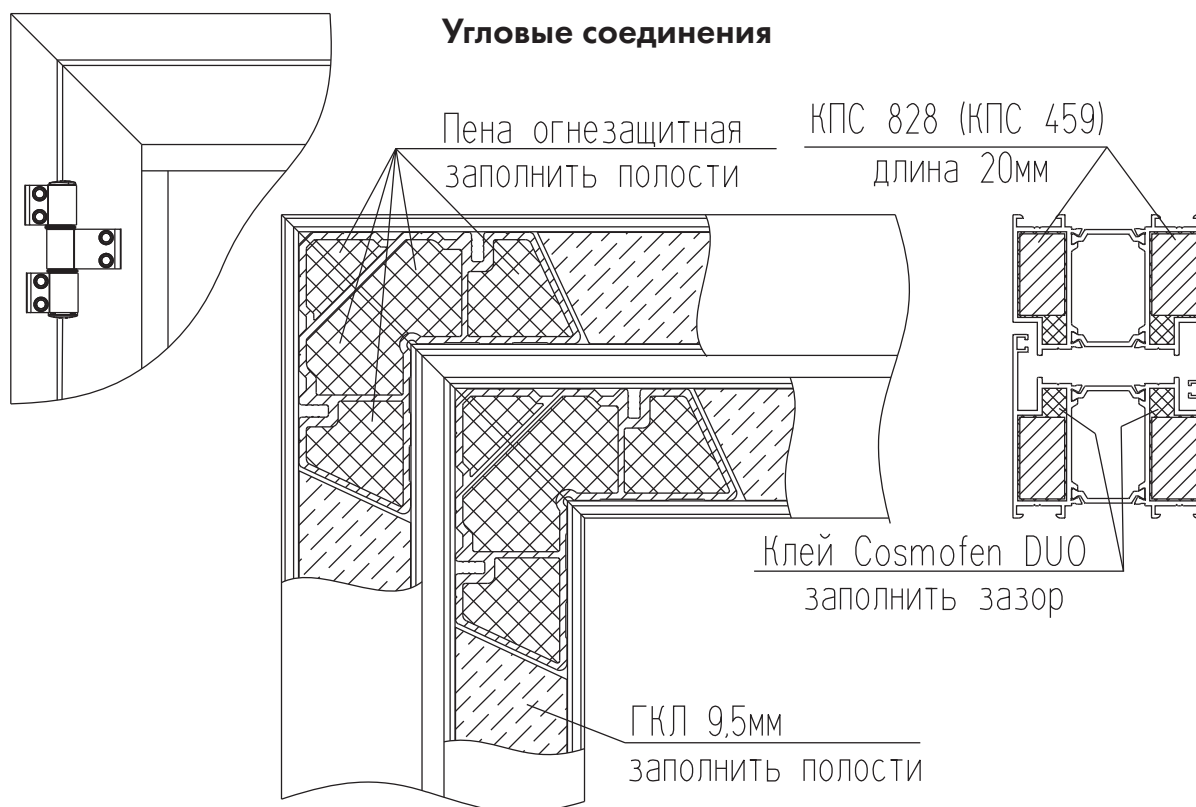 Угловые соединения
Пена огнезащитная
заполнить полости
КПС 828 (КПС 459)
длина 20мм
Клей Cosmofen DUO
заполнить зазор
ГКЛ 9,5мм
заполнить полости